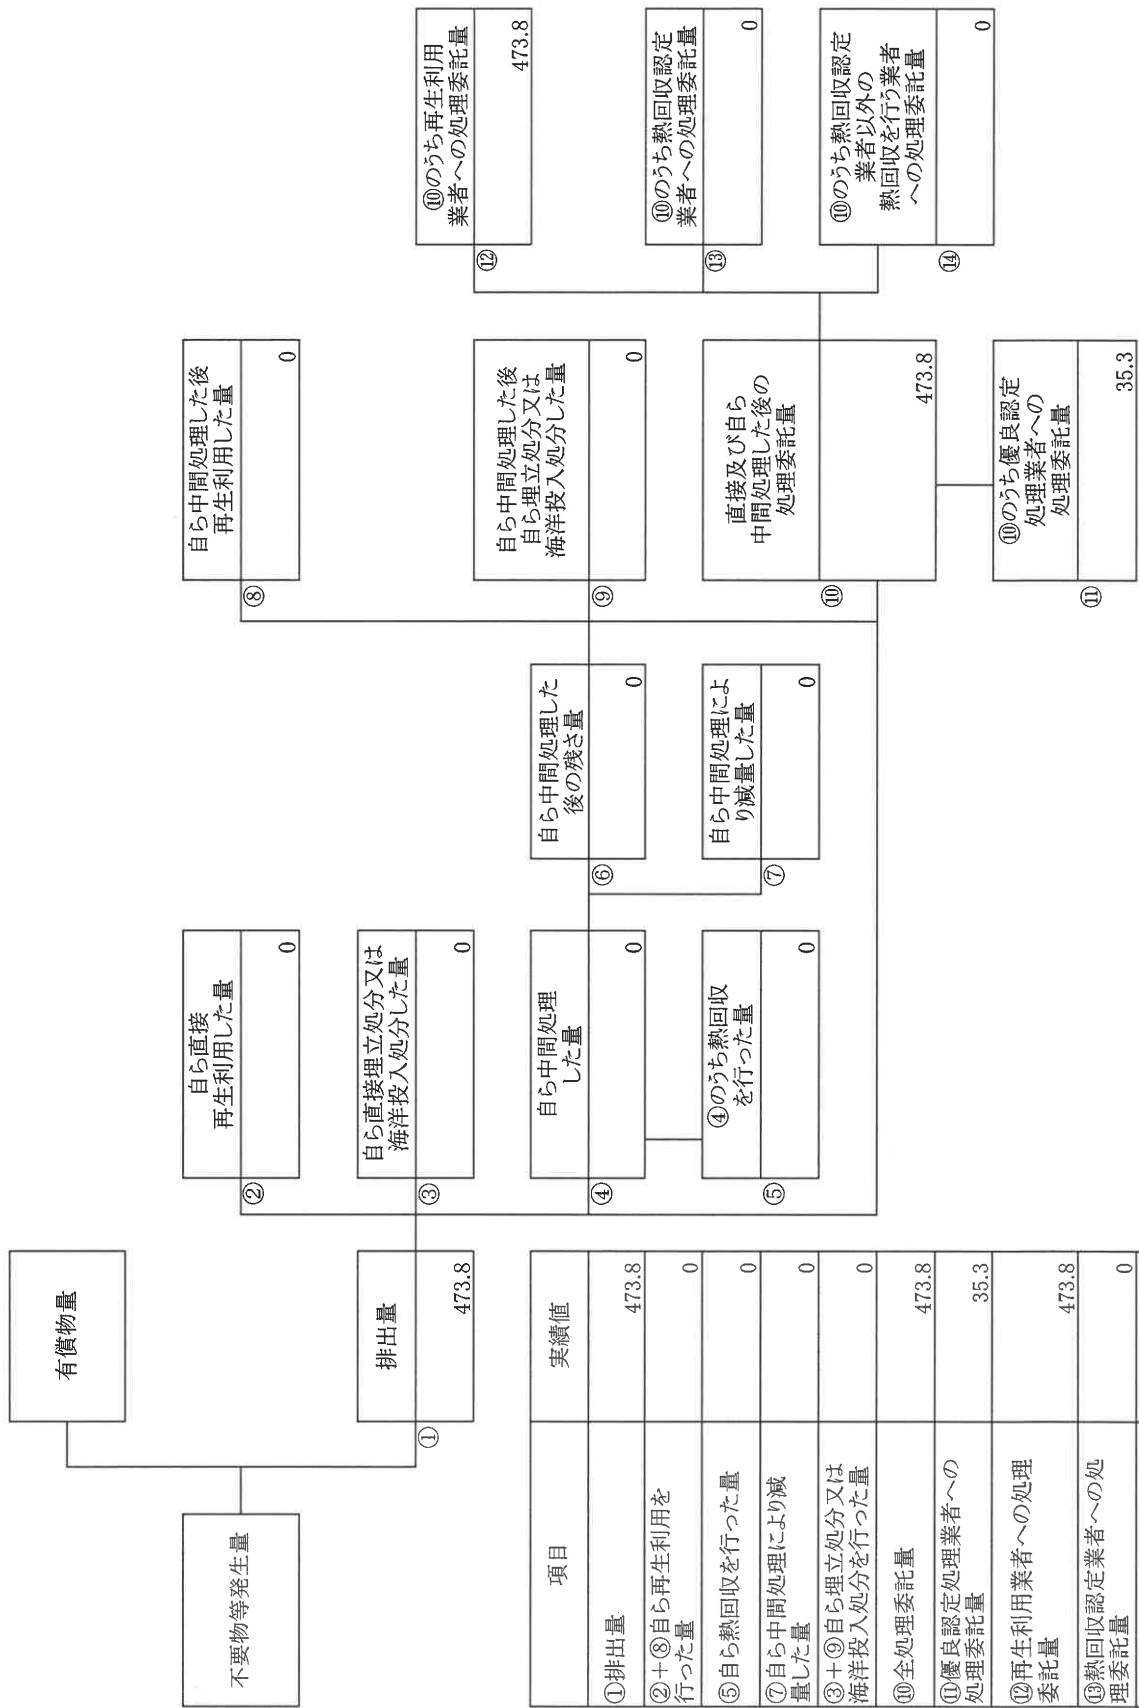 不要物等発生量
有償物量
①
排出量
473.8
②
自ら直接
再生利用した量
0
③
自ら直接埋立処分又は
海洋投入処分した量
0
④
自ら中間処理
した量
0
⑤
④のうち熱回収
を行った量
0
⑥
自ら中間処理した
後の残さ量
0
⑦
自ら中間処理によ
り減量した量
0
⑧
自ら中間処理した後
再生利用した量
0
⑨
自ら中間処理した後
自ら埋立処分又は
海洋投入処分した量
0
⑩
直接及び自ら
中間処理した後の
処理委託量
473.8
⑪
⑩のうち優良認定
処理業者への
処理委託量
35.3
⑫
⑩のうち再生利用
業者への処理委託量
473.8
⑬
⑩のうち熱回収認定
業者への処理委託量
0
⑭
⑩のうち熱回収認定
業者以外の
熱回収を行う業者
への処理委託量
0
項目 実績値
①排出量 473.8
②+⑧自ら再生利用を
行った量 0
⑤自ら熱回収を行った量 0
⑦自ら中間処理により減
量した量 0
③+⑨自ら埋立処分又は
海洋投入処分を行った量 0
⑩全処理委託量 473.8
⑪優良認定処理業者への
処理委託量 35.3
⑫再生利用業者への処理
委託量 473.8
⑬熱回収認定業者への処
理委託量 0